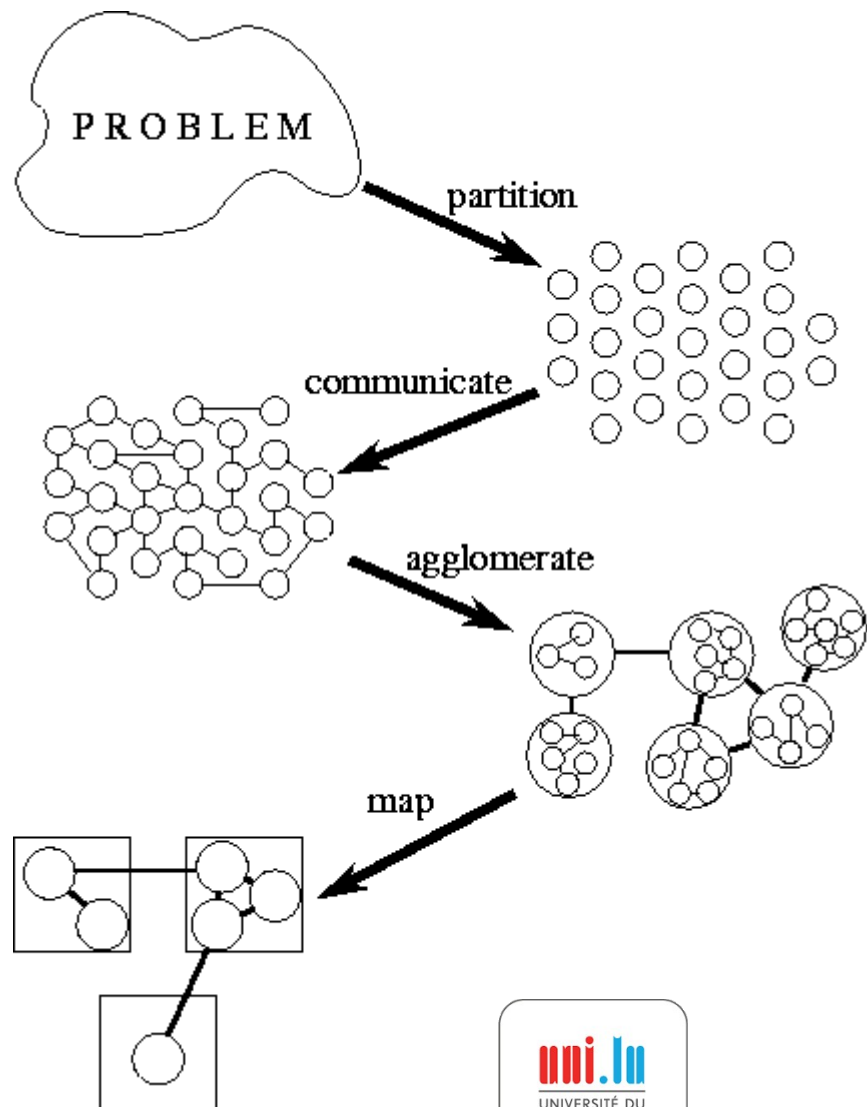 PROBLEM
partition
communicate
agglomerate
map
uni.lu
UNIVERSITÉ DU